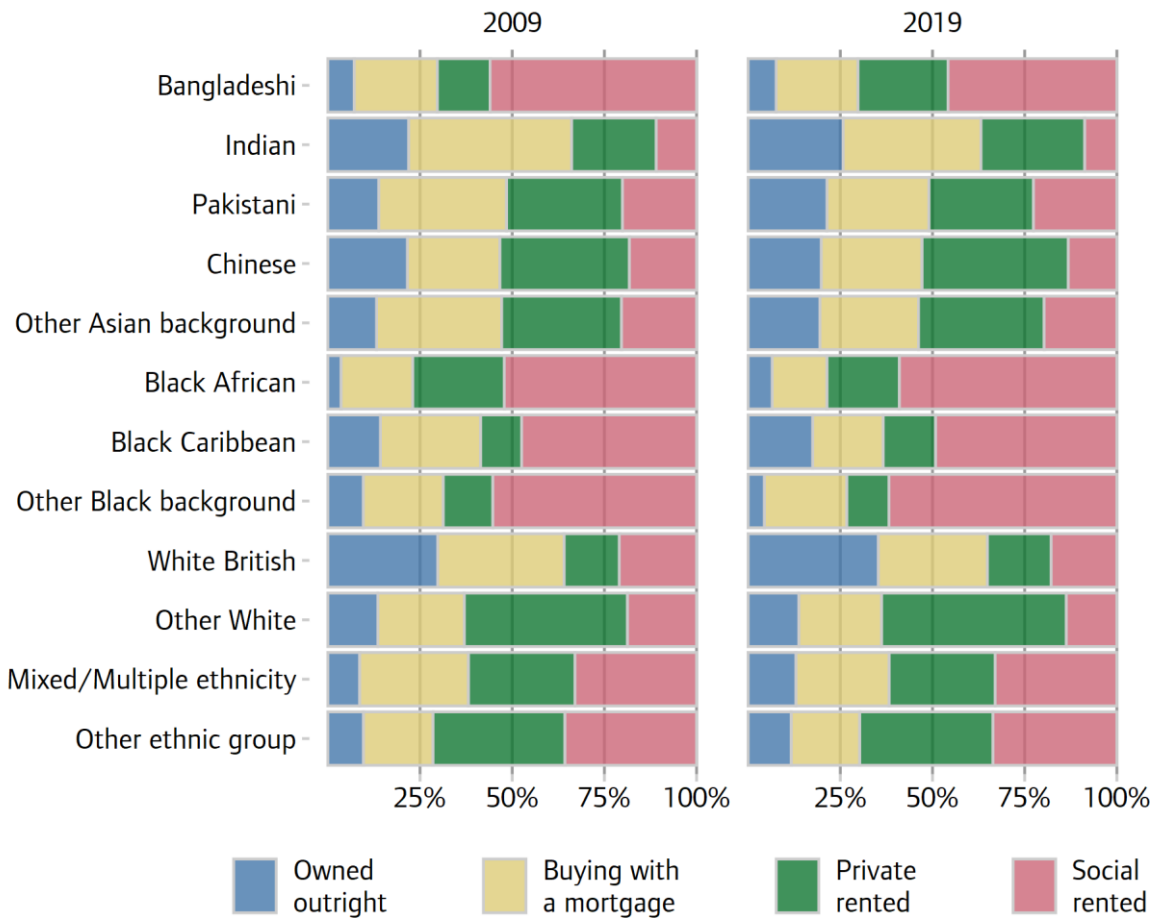 2009 2019
Bangladeshi
Indian
Pakistani
Chinese
Other Asian background
Black African
Black Caribbean
Other Black background
White British
Other White
Mixed/Multiple ethnicity
Other ethnic group
25% 50% 75% 100% 25% 50% 75% 100%
Owned outright
Buying with a mortgage
Private rented
Social rented